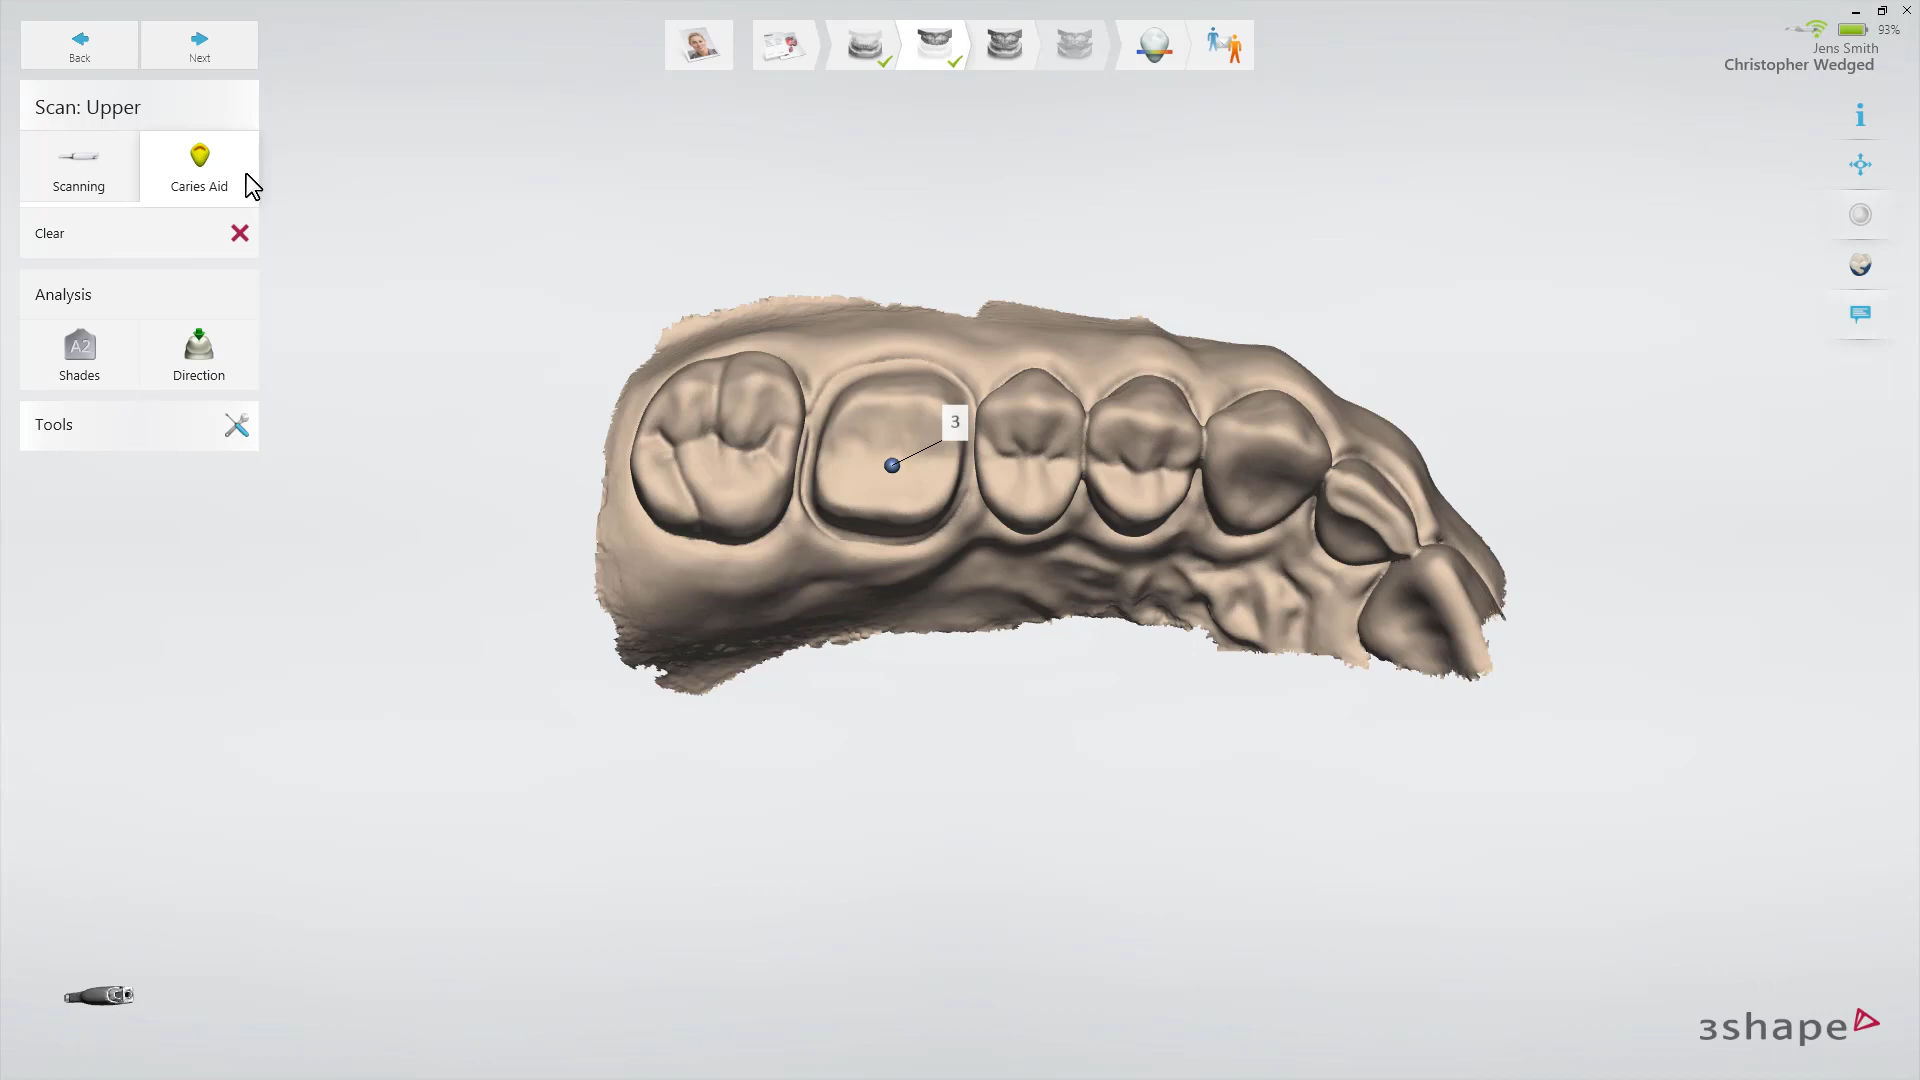 Back
Next
93%
Jens Smith
Christopher Wedged
Scan: Upper
Scanning
Caries Aid
Clear
Analysis
A2
Shades
Direction
Tools
3
3shape